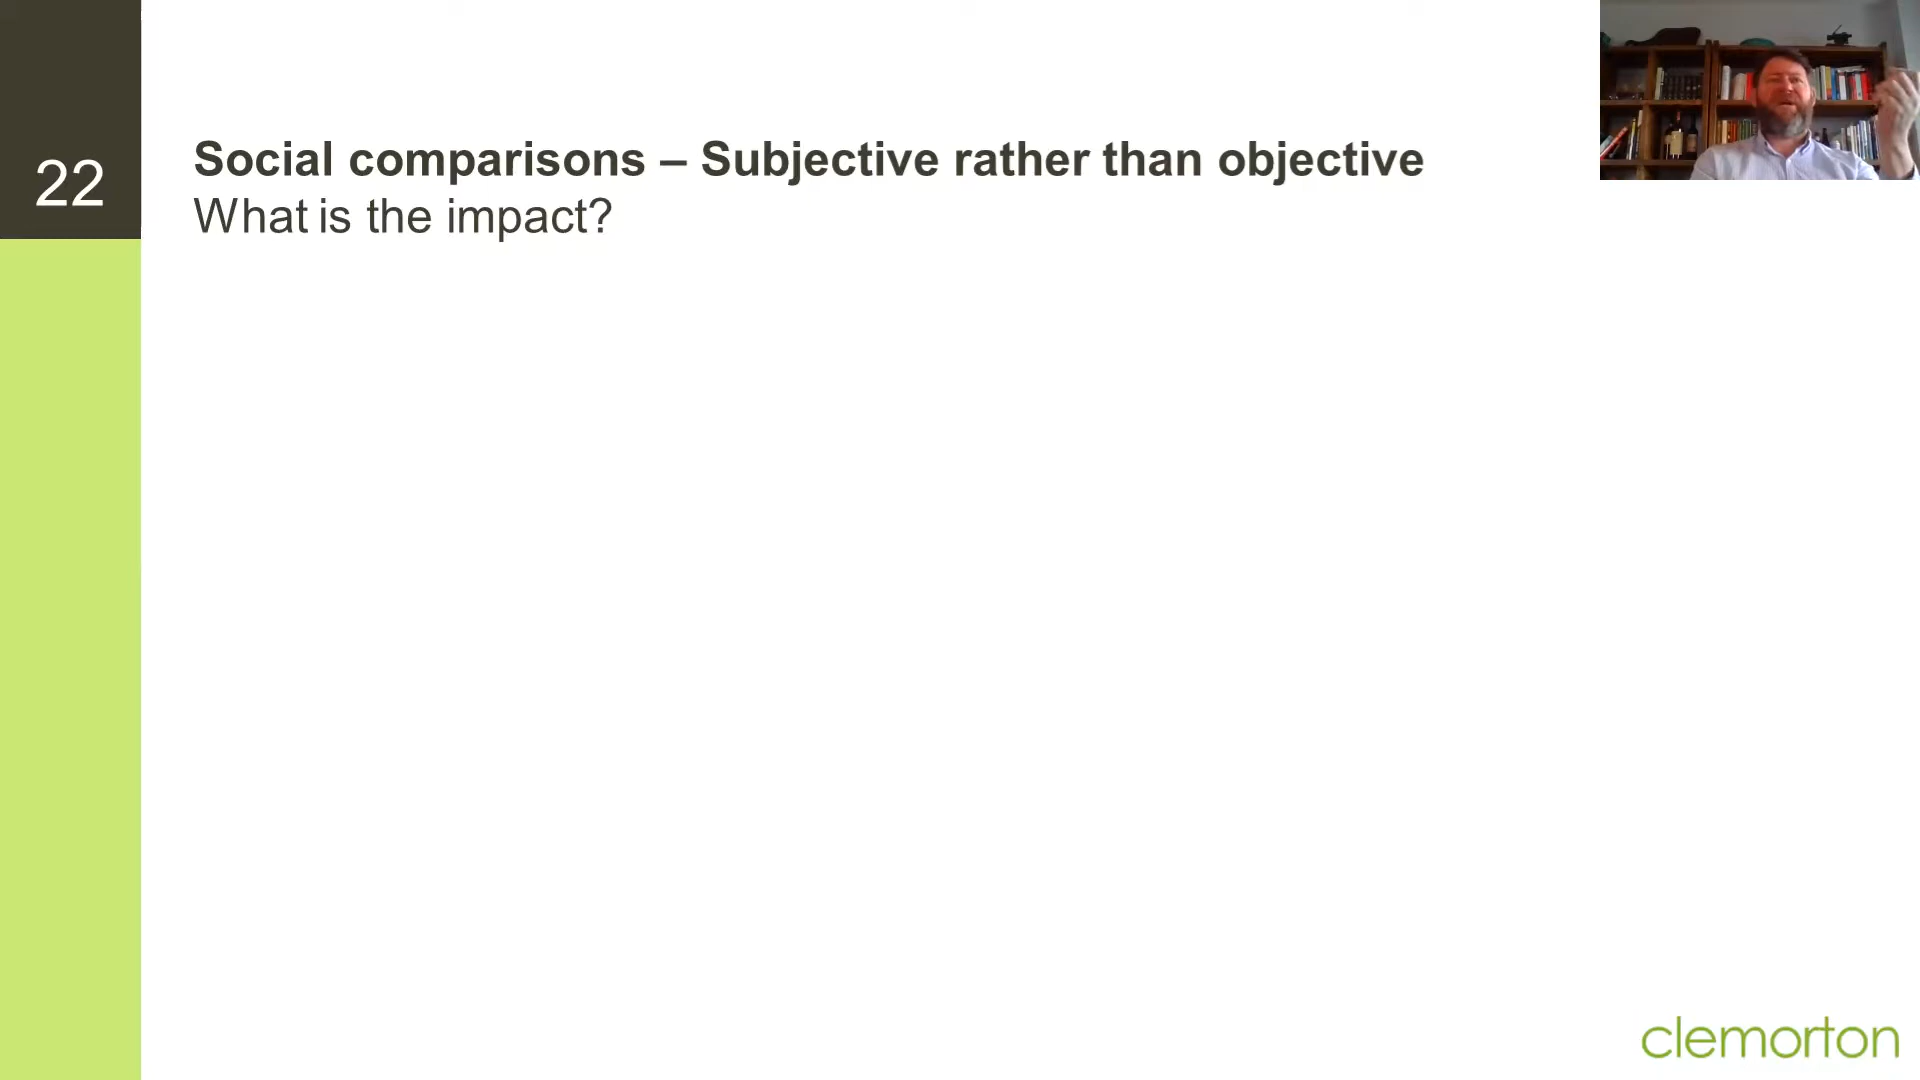 22
Social comparisons – Subjective rather than objective
What is the impact?
clemorton